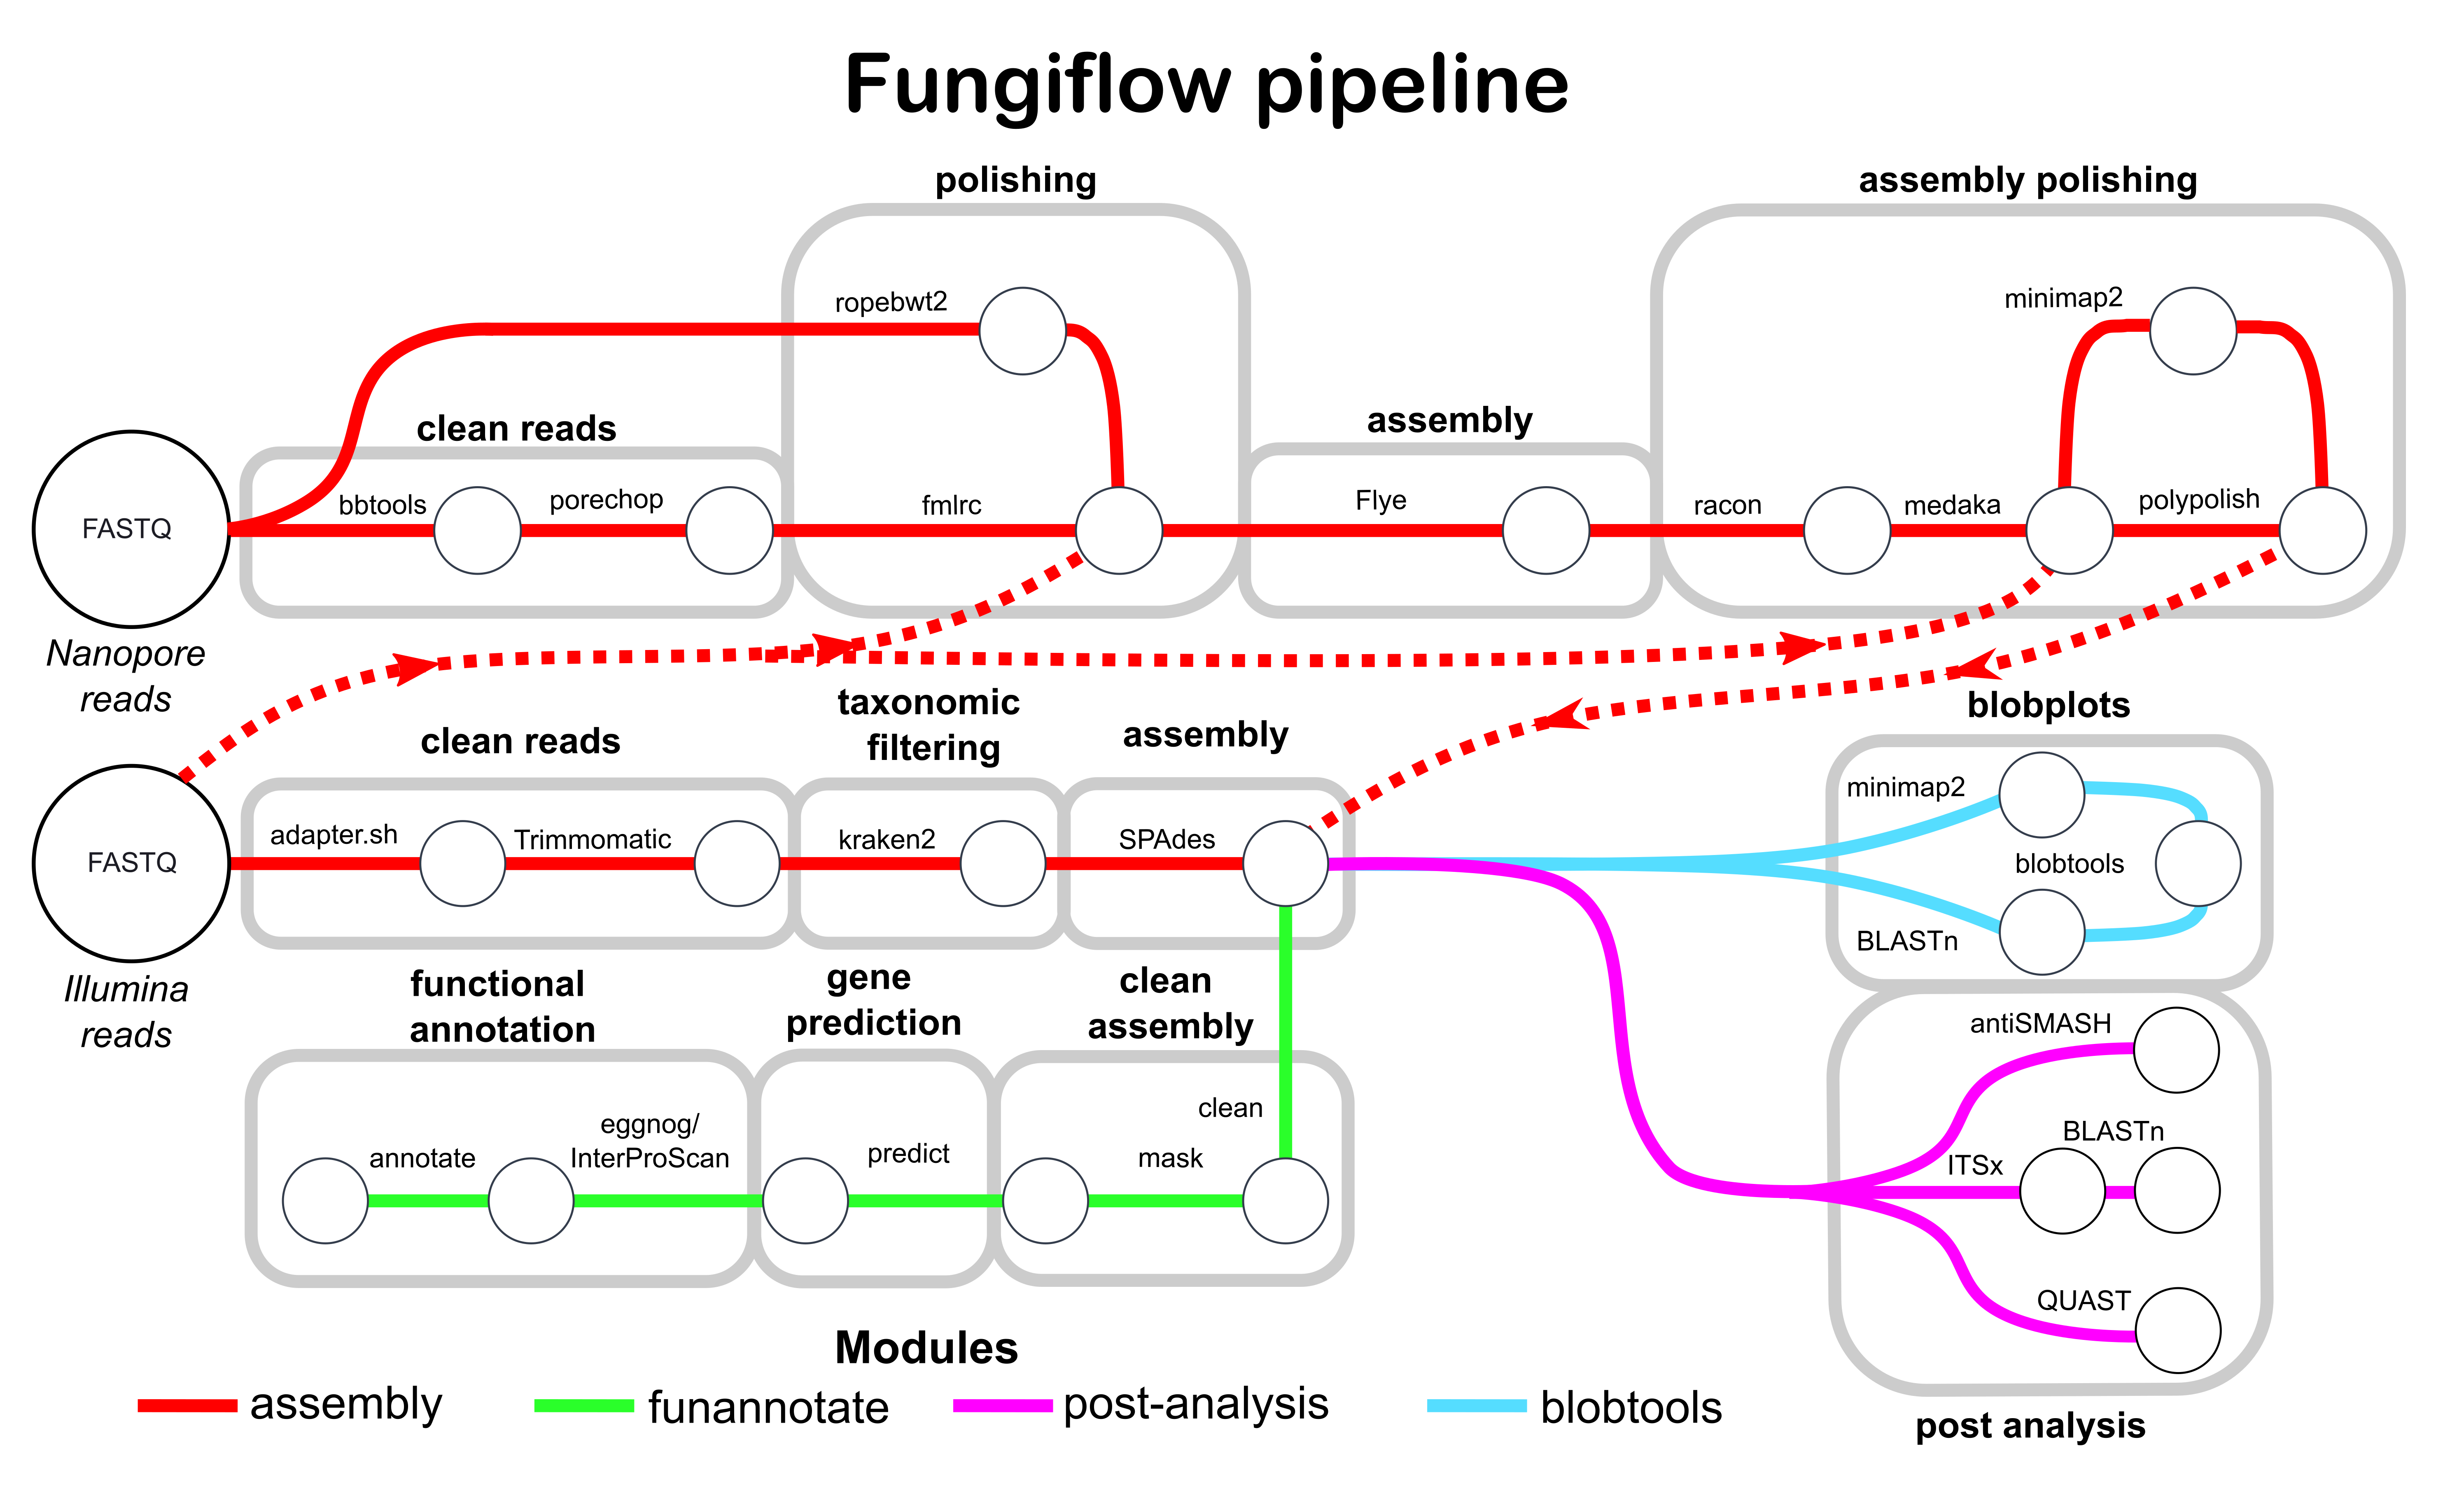 Fungiflow pipeline
polishing
assembly polishing
ropebwt2
minimap2
clean reads
assembly
bbtools
porechop
fmlrc
Flye
racon
medaka
polypolish
FASTQ
Nanopore
reads
taxonomic
filtering
clean reads
assembly
blobplots
adapter.sh
Trimmomatic
kraken2
SPAdes
minimap2
blobtools
BLASTn
FASTQ
Illumina
reads
functional
annotation
gene
prediction
clean
assembly
antiSMASH
annotate
eggnog/
InterProScan
predict
mask
clean
BLASTn
ITSx
QUAST
Modules
assembly
funannotate
post-analysis
blobtools
post analysis